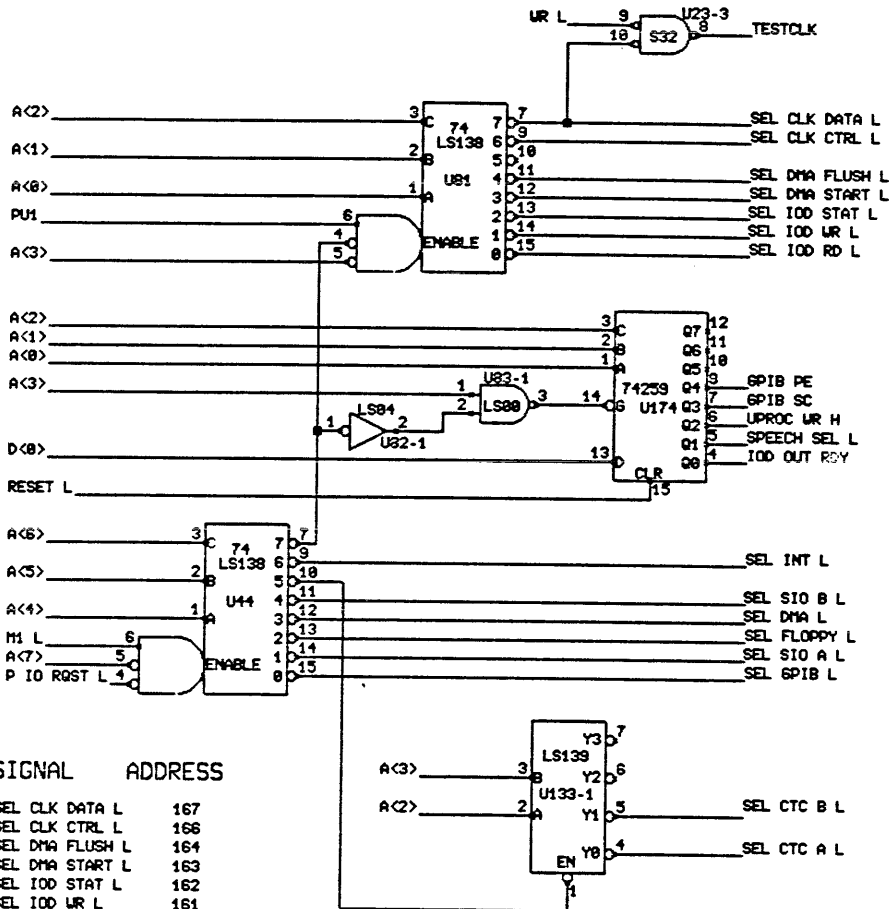 WR L 9 U23-3
10 S32 8 TESTCLK
A<2> 3 C 74 7 7 SEL CLK DATA L
LS138 6 9 SEL CLK CTRL L
A<1> 2 B 5 10
U81 4 11 SEL DMA FLUSH L
A<0> 1 A 3 12 SEL DMA START L
PU1 6 2 13 SEL IOD STAT L
4 ENABLE 1 14 SEL IOD WR L
A<3> 5 0 15 SEL IOD RD L
A<2> 3 C Q7 12
A<1> 2 B Q6 11
A<0> 1 A Q5 10
A<3> 1 U83-1 3 14 G 74259 Q4 9 GPIB PE
LS04 2 LS00 U174 Q3 7 GPIB SC
1 2 Q2 6 UPROC WR H
U82-1 Q1 5 SPEECH SEL L
D<0> 13 D Q0 4 IOD OUT RDY
CLR
RESET L 15
A<6> 3 C 74 7 7
LS138 6 9 SEL INT L
A<5> 2 B 5 10
U44 4 11 SEL SIO B L
A<4> 1 A 3 12 SEL DMA L
M1 L 6 2 13 SEL FLOPPY L
A<7> 5 ENABLE 1 14 SEL SIO A L
P IO RQST L 4 0 15 SEL GPIB L
Y3 7
LS139
A<3> 3 B Y2 6
U133-1
A<2> 2 A Y1 5 SEL CTC B L
Y0 4 SEL CTC A L
EN
1
SIGNAL ADDRESS
SEL CLK DATA L 167
SEL CLK CTRL L 166
SEL DMA FLUSH L 164
SEL DMA START L 163
SEL IOD STAT L 162
SEL IOD WR L 161